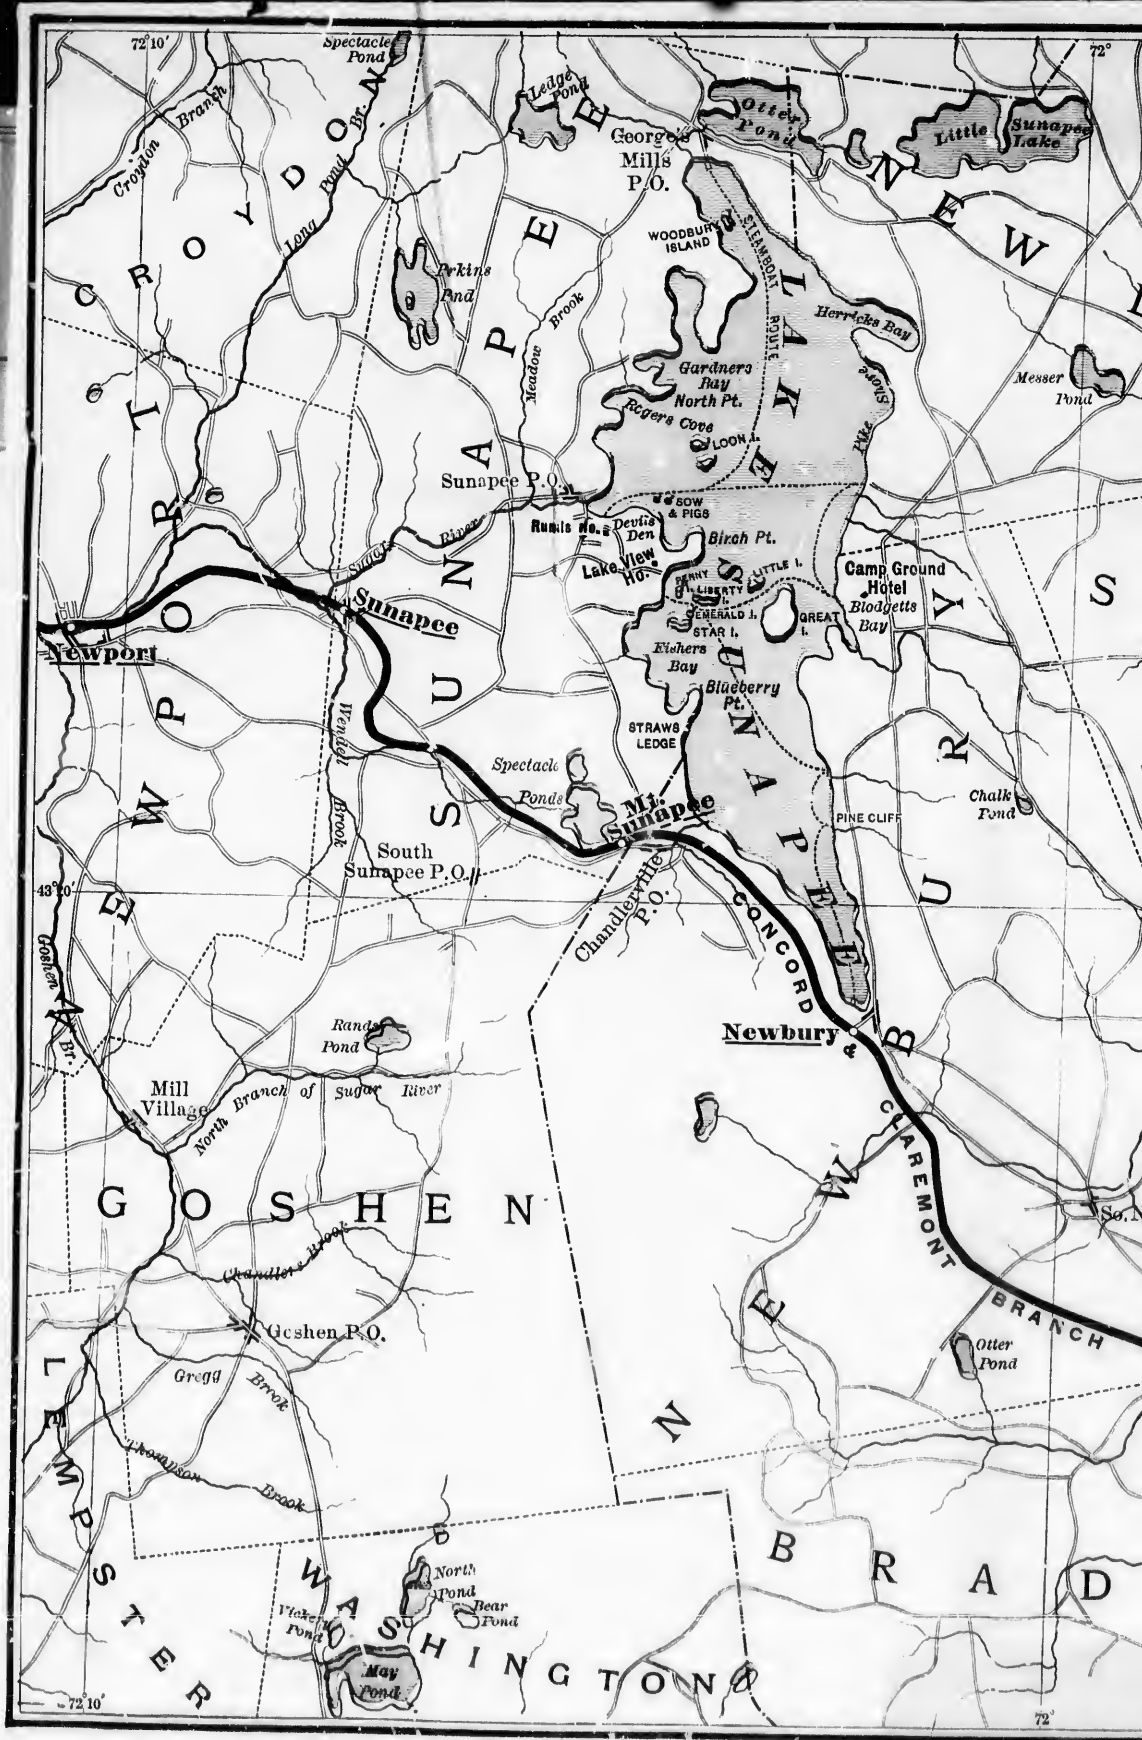 72°10'
72°
Spectacle
Pond
Croydon Branch
CROYDON
Long Pond Br.
Ledge
Pond
George's
Mills
P.O.
Otter
Pond
Little Sunapee
Lake
NEW
L
WOODBURY
ISLAND
STEAMBOAT ROUTE
Herricks Bay
Perkins
Pond
Meadow Brook
Gardners
Bay
North Pt.
Rogers Cove
LOON I.
Pike Shore
Messer
Pond
LAKE SUNAPEE
SUNAPEE
NEWPORT
Sunapee P.O.
SOW
& PIGS
Devils
Den
Birch Pt.
Lake View
Ho.
LITTLE I.
LIBERTY
I.
EMERALD I.
STAR I.
GREAT
I.
Camp Ground
Hotel
Blodgetts
Bay
Fishers
Bay
Blueberry
Pt.
STRAWS
LEDGE
Sugar River
Sunapee
Newport
Wendell Brook
Spectacle
Ponds
Mt.
Sunapee
PINE CLIFF
Chalk
Pond
S
NEWBURY
South
Sunapee P.O.
Chandlerville
P.O.
43°20'
Goshen Br.
CONCORD
& CLAREMONT
BRANCH
Newbury
Rands
Pond
Mill
Village
North Branch of Sugar River
GOSHEN
So. N
Chandlers Brook
Goshen P.O.
Otter
Pond
Gregg Brook
LEMPSTER
Thompson Brook
BRAD
WASHINGTON
North
Pond
Bear
Pond
Vickery
Pond
May
Pond
72°10'
72°